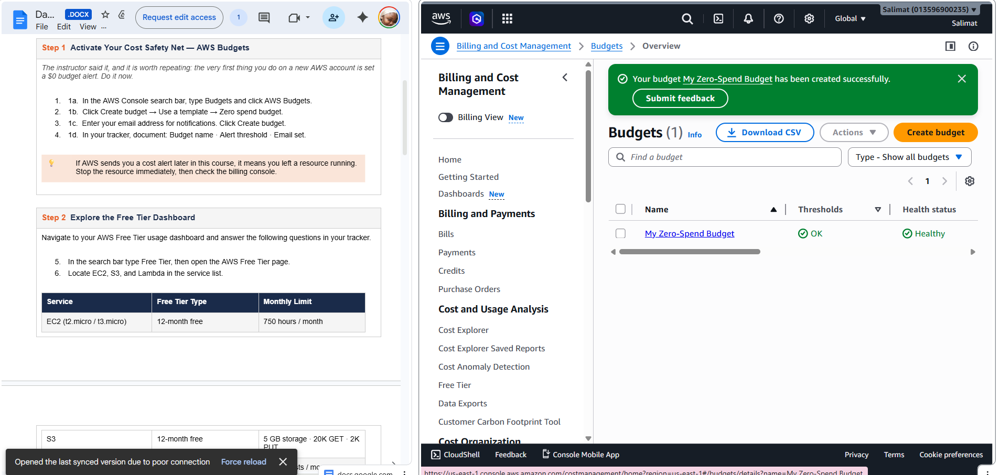 Da... .DOCX
File Edit View ...
Request edit access
1
Step 1 Activate Your Cost Safety Net — AWS Budgets
The instructor said it, and it is worth repeating: the very first thing you do on a new AWS account is set
a $0 budget alert. Do it now.
1. 1a. In the AWS Console search bar, type Budgets and click AWS Budgets.
2. 1b. Click Create budget → Use a template → Zero spend budget.
3. 1c. Enter your email address for notifications. Click Create budget.
4. 1d. In your tracker, document: Budget name · Alert threshold · Email set.
If AWS sends you a cost alert later in this course, it means you left a resource running.
Stop the resource immediately, then check the billing console.
Step 2 Explore the Free Tier Dashboard
Navigate to your AWS Free Tier usage dashboard and answer the following questions in your tracker.
5. In the search bar type Free Tier, then open the AWS Free Tier page.
6. Locate EC2, S3, and Lambda in the service list.
Service Free Tier Type Monthly Limit
EC2 (t2.micro / t3.micro) 12-month free 750 hours / month
S3 12-month free 5 GB storage · 20K GET · 2K
PUT
Opened the last synced version due to poor connection Force reload
docs.google.com
aws
Global
Salimat (013596900235)
Salimat
Billing and Cost Management > Budgets > Overview
Billing and Cost
Management
Billing View New
Home
Getting Started
Dashboards New
Billing and Payments
Bills
Payments
Credits
Purchase Orders
Cost and Usage Analysis
Cost Explorer
Cost Explorer Saved Reports
Cost Anomaly Detection
Free Tier
Data Exports
Customer Carbon Footprint Tool
Cost Organization
Your budget My Zero-Spend Budget has been created successfully.
Submit feedback
Budgets (1) Info
Download CSV
Actions
Create budget
Find a budget
Type - Show all budgets
1
Name Thresholds Health status
My Zero-Spend Budget OK Healthy
CloudShell Feedback Console Mobile App Privacy Terms Cookie preferences
https://us-east-1.console.aws.amazon.com/costmanagement/home?region=us-east-1#/budgets/details?name=My Zero-Spend Budget